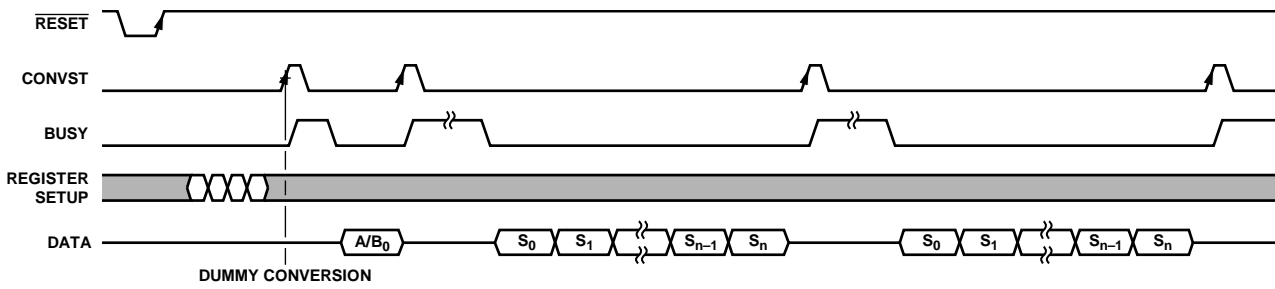 RESET
CONVST
BUSY
REGISTER
SETUP
DATA
A/B₀
S₀ S₁ Sₙ₋₁ Sₙ S₀ S₁ Sₙ₋₁ Sₙ
DUMMY CONVERSION